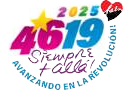 2025
4619
Siempre
+ allá!
AVANZANDO EN LA REVOLUCIÓN!